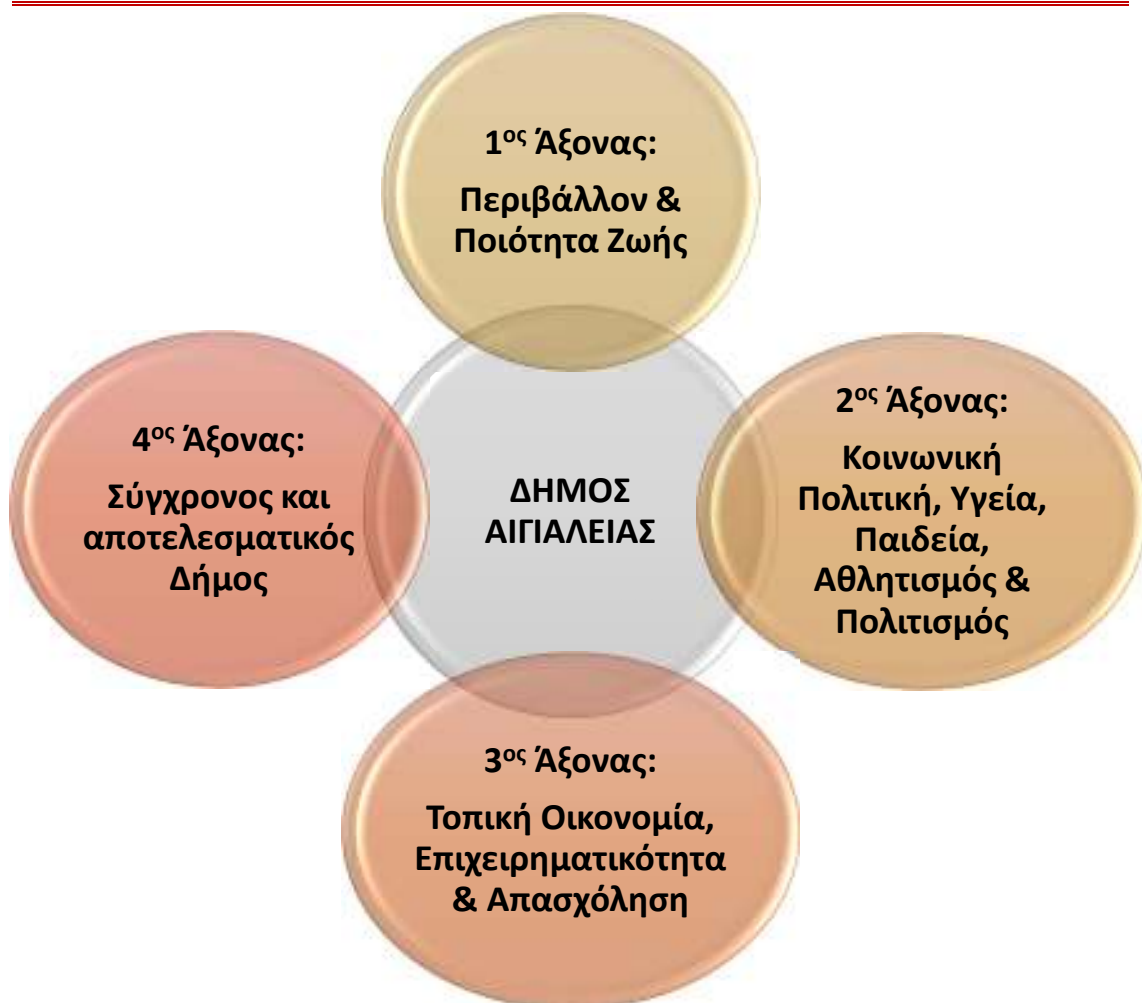 1ος Άξονας:
Περιβάλλον &
Ποιότητα Ζωής
2ος Άξονας:
Κοινωνική
Πολιτική, Υγεία,
Παιδεία,
Αθλητισμός &
Πολιτισμός
3ος Άξονας:
Τοπική Οικονομία,
Επιχειρηματικότητα
& Απασχόληση
4ος Άξονας:
Σύγχρονος και
αποτελεσματικός
Δήμος
ΔΗΜΟΣ
ΑΙΓΙΑΛΕΙΑΣ